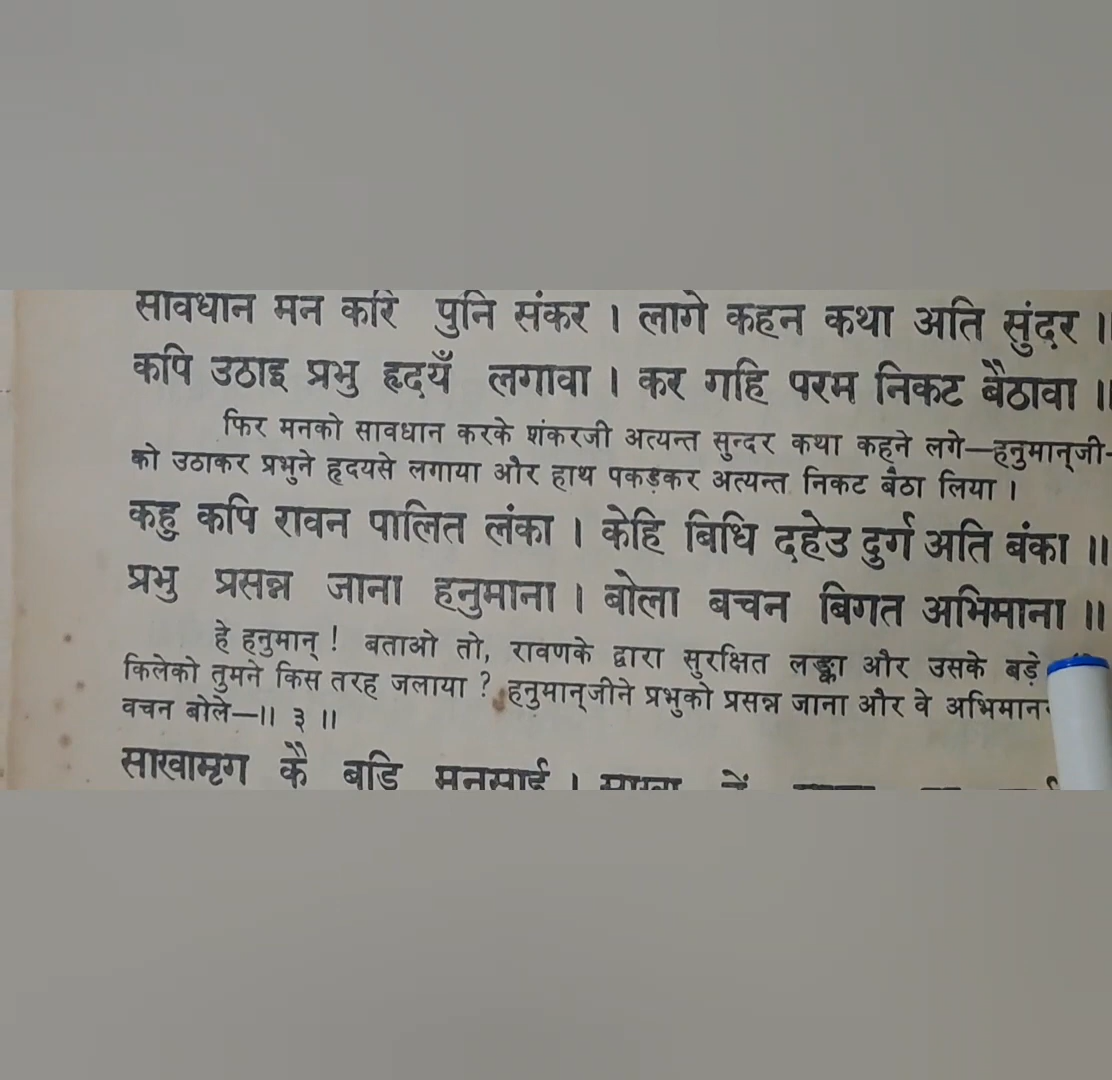 सावधान मन करि पुनि संकर । लागे कहन कथा अति सुंदर ॥
कपि उठाइ प्रभु हृदयँ लगावा । कर गहि परम निकट बैठावा ॥
फिर मनको सावधान करके शंकरजी अत्यन्त सुन्दर कथा कहने लगे—हनुमान्‌जी-
को उठाकर प्रभुने हृदयसे लगाया और हाथ पकड़कर अत्यन्त निकट बैठा लिया ।
कहु कपि रावन पालित लंका । केहि बिधि दहेउ दुर्ग अति बंका ॥
प्रभु प्रसन्न जाना हनुमाना । बोला बचन बिगत अभिमाना ॥
हे हनुमान् ! बताओ तो, रावणके द्वारा सुरक्षित लङ्का और उसके बड़े
किलेको तुमने किस तरह जलाया ? हनुमान्‌जीने प्रभुको प्रसन्न जाना और वे अभिमान
वचन बोले—॥ ३ ॥
साखामृग कै बड़ि मनुसाई ।